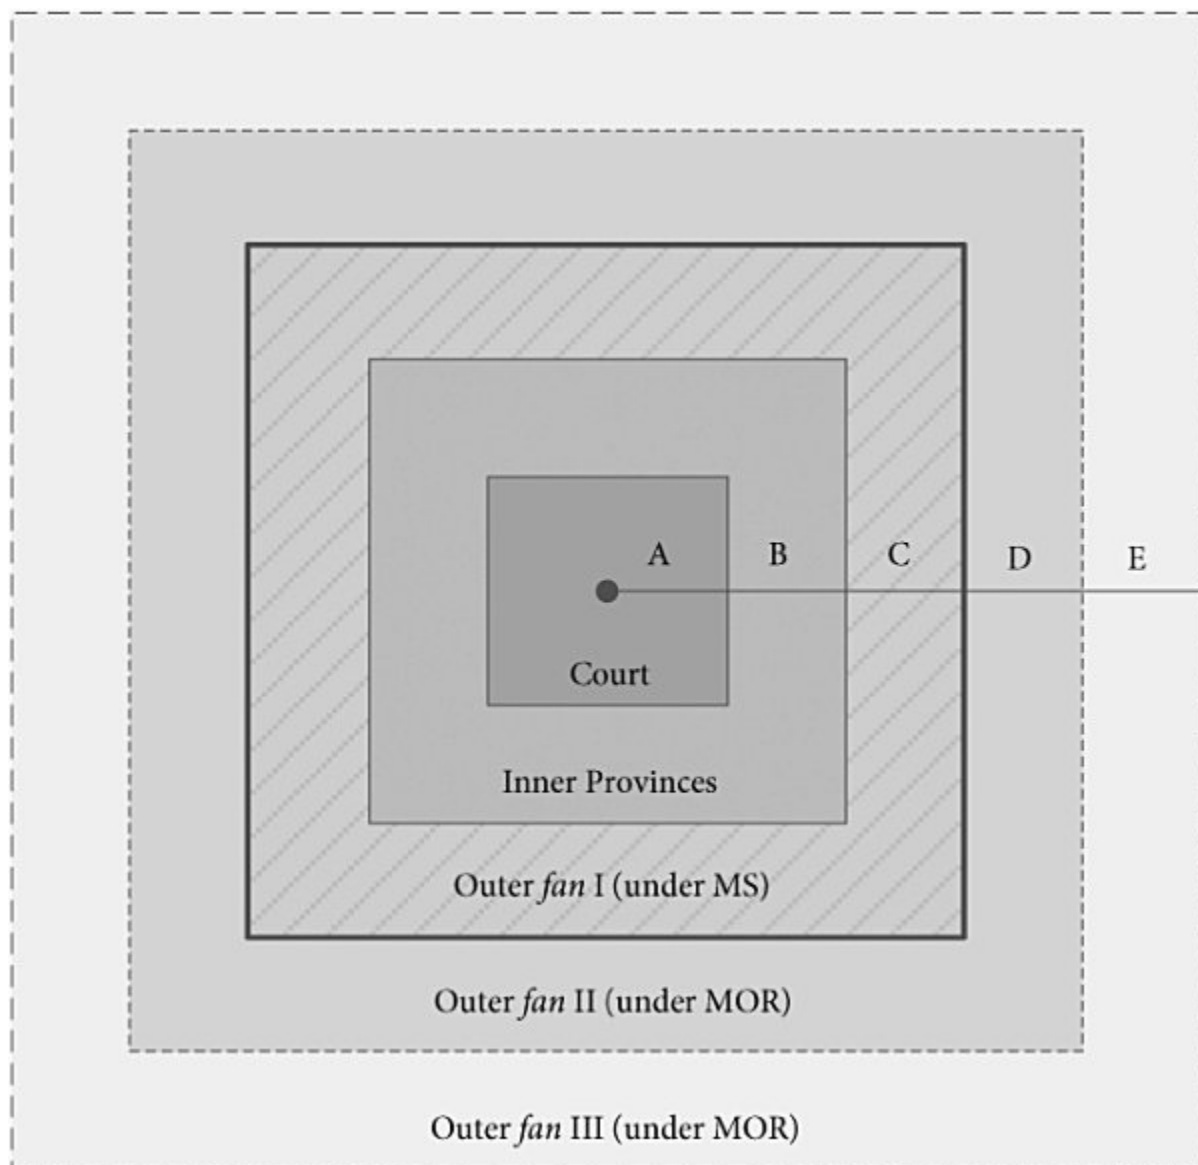 A B C D E
Court
Inner Provinces
Outer fan I (under MS)
Outer fan II (under MOR)
Outer fan III (under MOR)